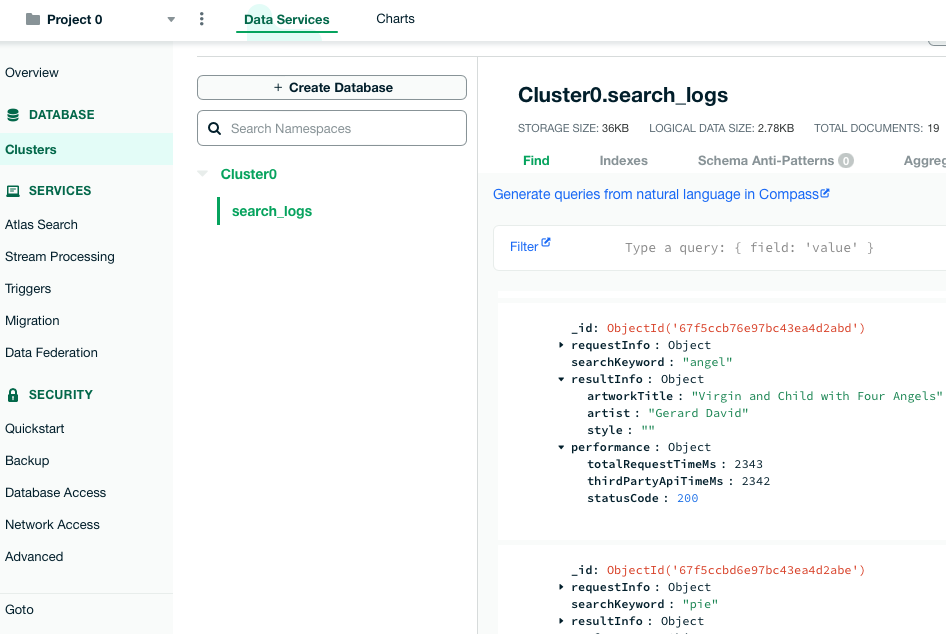 Project 0
Data Services
Charts
Overview
DATABASE
Clusters
SERVICES
Atlas Search
Stream Processing
Triggers
Migration
Data Federation
SECURITY
Quickstart
Backup
Database Access
Network Access
Advanced
Goto
+ Create Database
Search Namespaces
Cluster0
search_logs
Cluster0.search_logs
STORAGE SIZE: 36KB LOGICAL DATA SIZE: 2.78KB TOTAL DOCUMENTS: 19
Find Indexes Schema Anti-Patterns 0 Aggreg
Generate queries from natural language in Compass
Filter Type a query: { field: 'value' }
_id: ObjectId('67f5ccb76e97bc43ea4d2abd')
requestInfo : Object
searchKeyword : "angel"
resultInfo : Object
artworkTitle : "Virgin and Child with Four Angels"
artist : "Gerard David"
style : ""
performance : Object
totalRequestTimeMs : 2343
thirdPartyApiTimeMs : 2342
statusCode : 200
_id: ObjectId('67f5ccbd6e97bc43ea4d2abe')
requestInfo : Object
searchKeyword : "pie"
resultInfo : Object